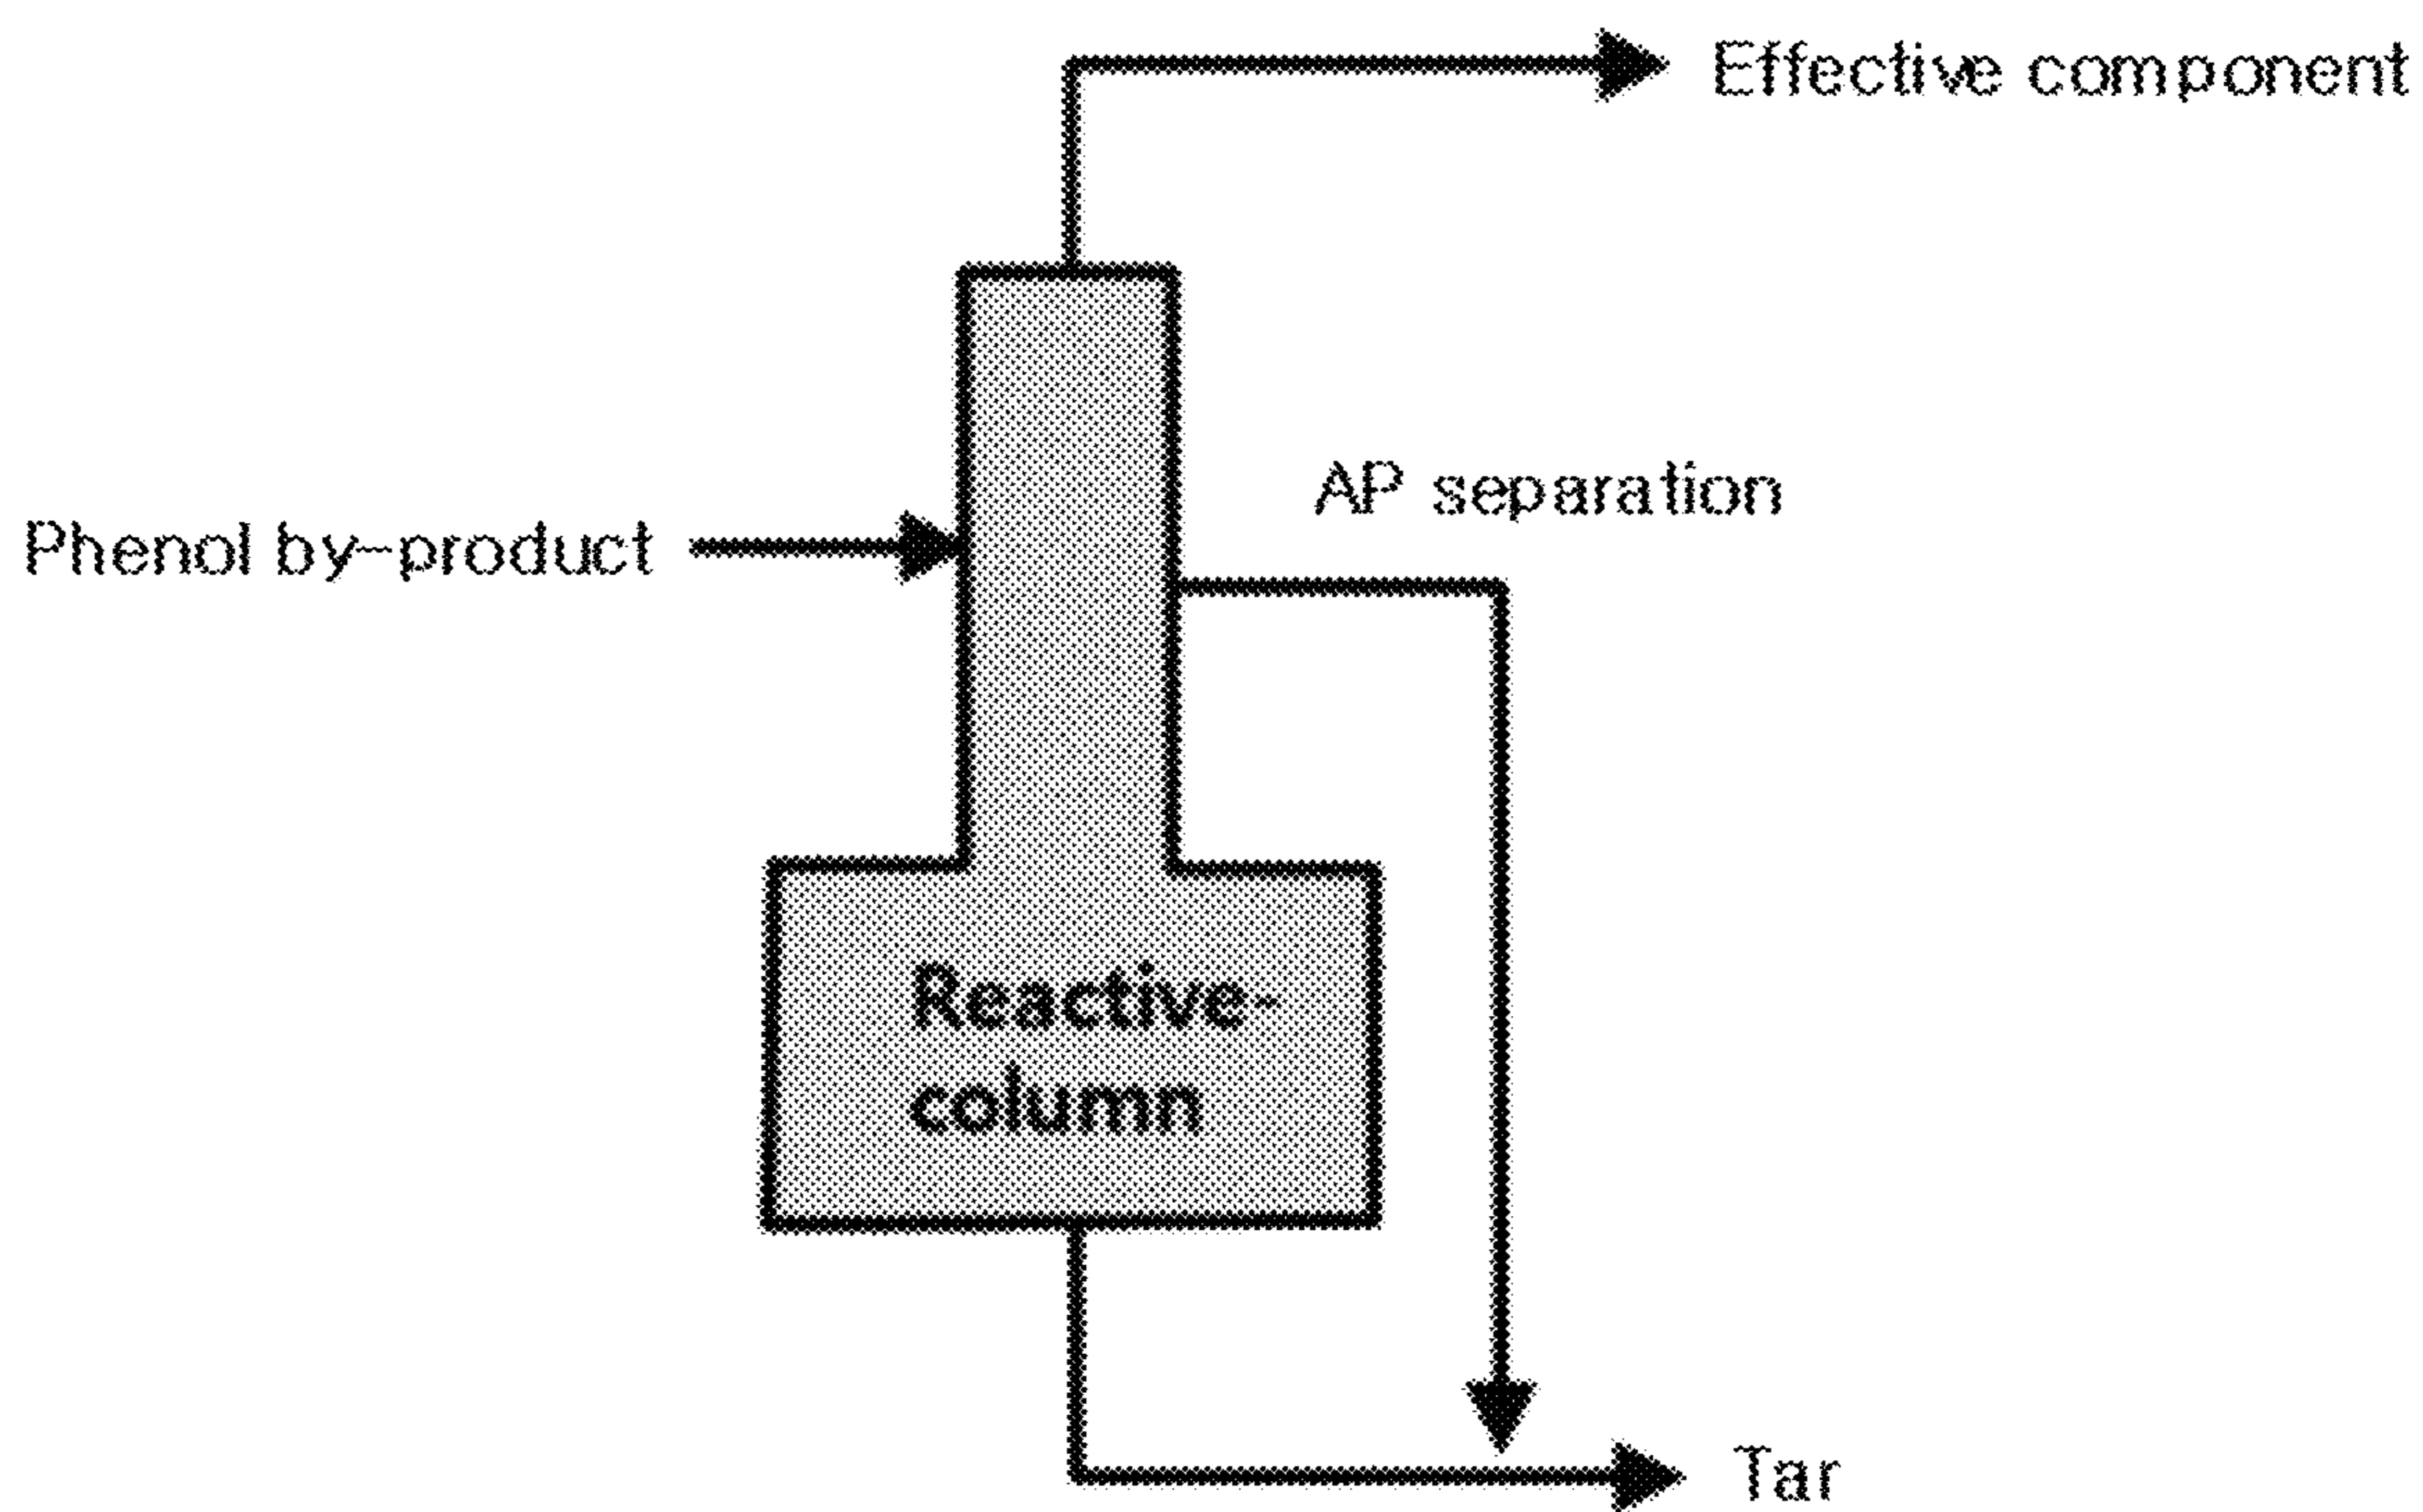 Effective component
AP separation
Phenol by-product
Reactive-
column
Tar